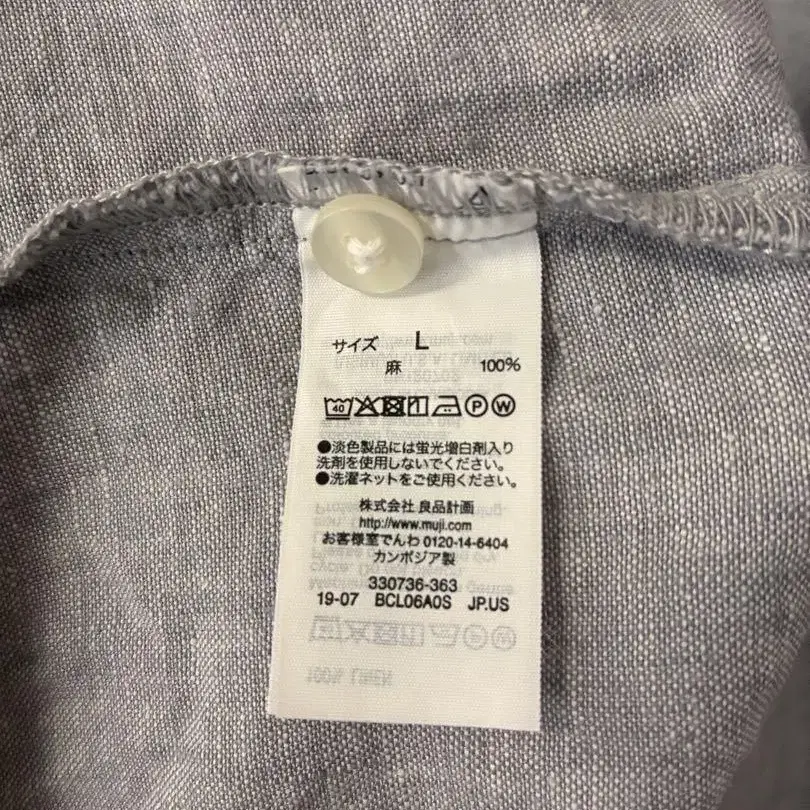 サイズ L
麻 100%
40 P W
●淡色製品には蛍光増白剤入り
洗剤を使用しないでください。
●洗濯ネットをご使用ください。
株式会社 良品計画
http://www.muji.com
お客様室でんわ 0120-14-6404
カンボジア製
330736-363
19-07 BCL06A0S JP.US
100% LINEN